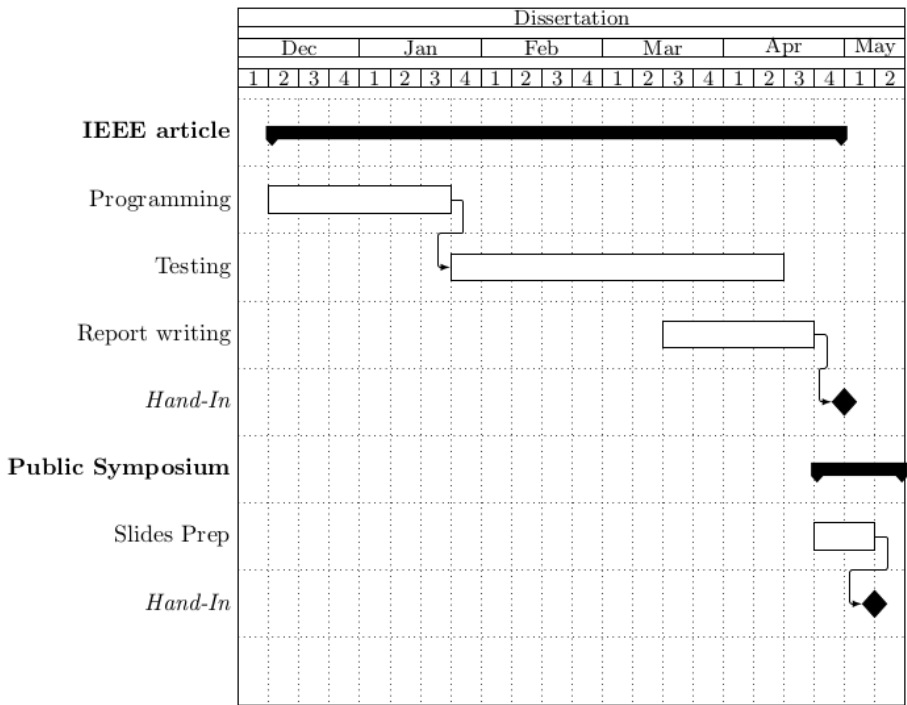 Dissertation
Dec Jan Feb Mar Apr May
1 2 3 4 1 2 3 4 1 2 3 4 1 2 3 4 1 2 3 4 1 2
IEEE article
Programming
Testing
Report writing
Hand-In
Public Symposium
Slides Prep
Hand-In